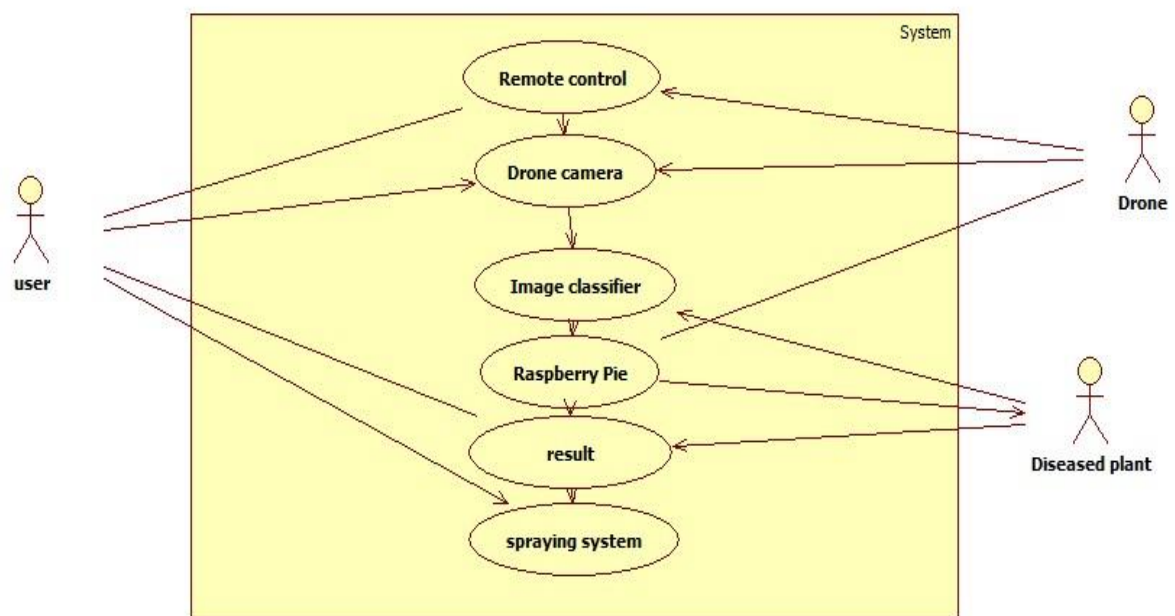 System
Remote control
Drone camera
Drone
user
Image classifier
Raspberry Pie
result
Diseased plant
spraying system